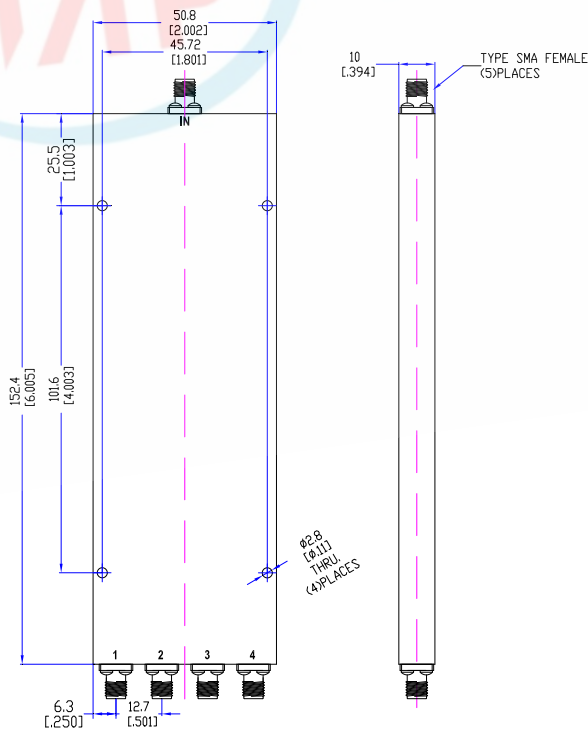 50.8
[2.002]
45.72
[1.801]
10
[.394]
TYPE SMA FEMALE
(5)PLACES
IN
25.5
[1.003]
152.4
[6.005]
101.6
[4.003]
Ø2.8
[Ø.11]
THRU.
(4)PLACES
1 2 3 4
6.3
[.250]
12.7
[.501]